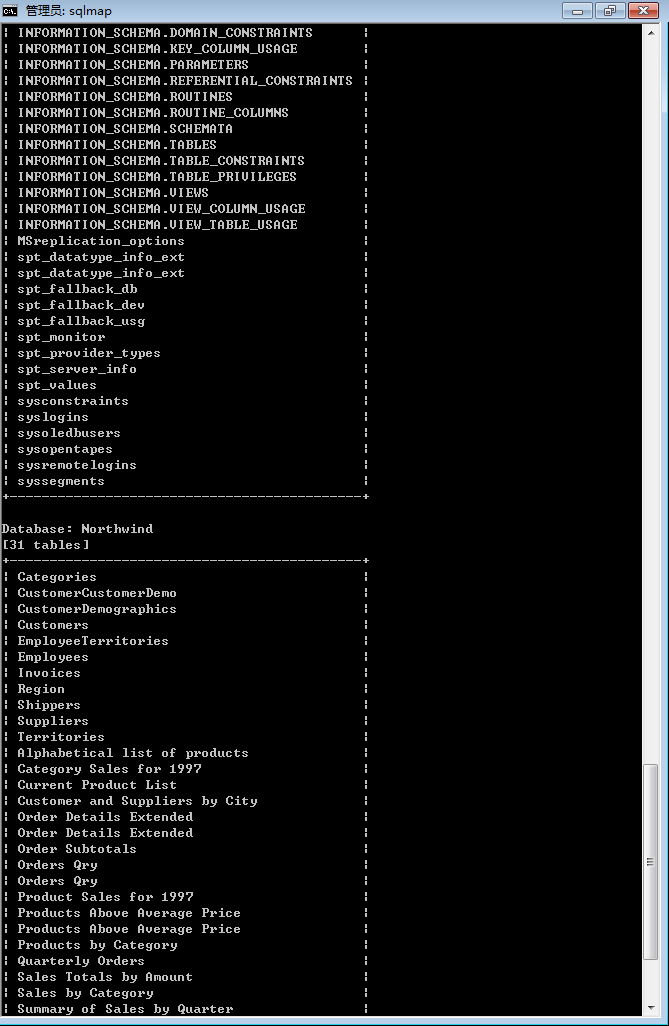 管理员: sqlmap
| INFORMATION_SCHEMA.DOMAIN_CONSTRAINTS |
| INFORMATION_SCHEMA.KEY_COLUMN_USAGE |
| INFORMATION_SCHEMA.PARAMETERS |
| INFORMATION_SCHEMA.REFERENTIAL_CONSTRAINTS |
| INFORMATION_SCHEMA.ROUTINES |
| INFORMATION_SCHEMA.ROUTINE_COLUMNS |
| INFORMATION_SCHEMA.SCHEMATA |
| INFORMATION_SCHEMA.TABLES |
| INFORMATION_SCHEMA.TABLE_CONSTRAINTS |
| INFORMATION_SCHEMA.TABLE_PRIVILEGES |
| INFORMATION_SCHEMA.VIEWS |
| INFORMATION_SCHEMA.VIEW_COLUMN_USAGE |
| INFORMATION_SCHEMA.VIEW_TABLE_USAGE |
| MSreplication_options |
| spt_datatype_info_ext |
| spt_datatype_info_ext |
| spt_fallback_db |
| spt_fallback_dev |
| spt_fallback_usg |
| spt_monitor |
| spt_provider_types |
| spt_server_info |
| spt_values |
| sysconstraints |
| syslogins |
| sysoledbusers |
| sysopentapes |
| sysremotelogins |
| syssegments |
+--------------------------------------------+
Database: Northwind
[31 tables]
+--------------------------------------------+
| Categories |
| CustomerCustomerDemo |
| CustomerDemographics |
| Customers |
| EmployeeTerritories |
| Employees |
| Invoices |
| Region |
| Shippers |
| Suppliers |
| Territories |
| Alphabetical list of products |
| Category Sales for 1997 |
| Current Product List |
| Customer and Suppliers by City |
| Order Details Extended |
| Order Details Extended |
| Order Subtotals |
| Orders Qry |
| Orders Qry |
| Product Sales for 1997 |
| Products Above Average Price |
| Products Above Average Price |
| Products by Category |
| Quarterly Orders |
| Sales Totals by Amount |
| Sales by Category |
| Summary of Sales by Quarter |